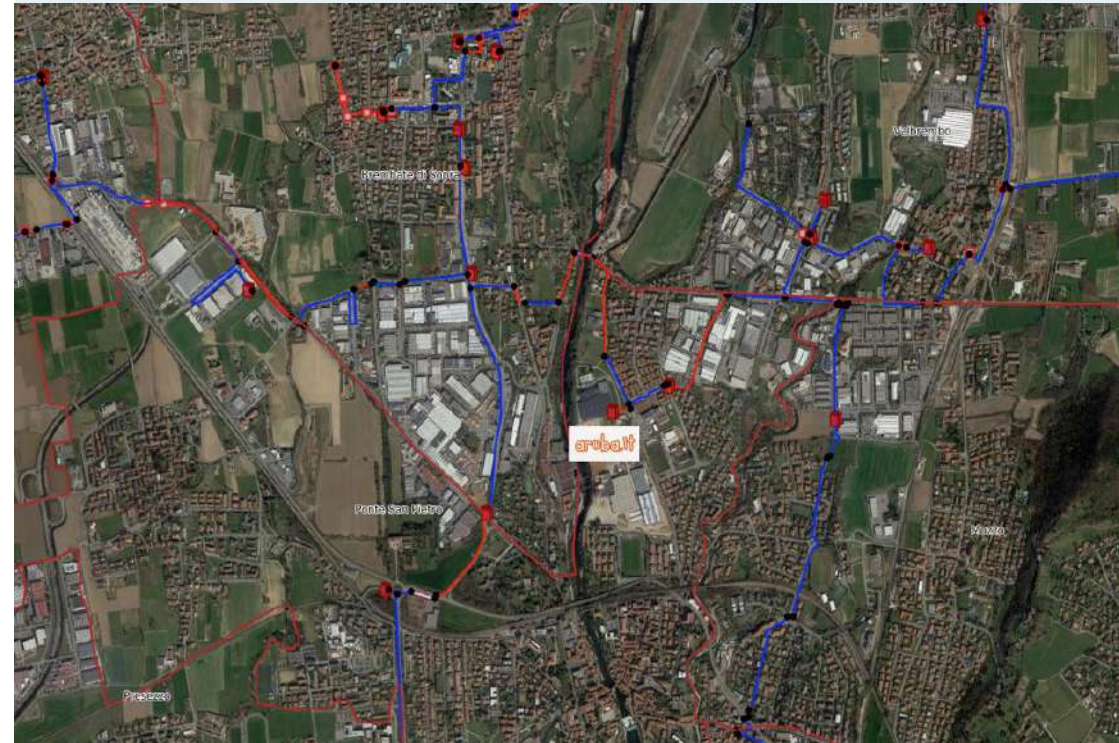 Valbrembo
Brembate di Sopra
aruba.it
Ponte San Pietro
Mozzo
Presezzo